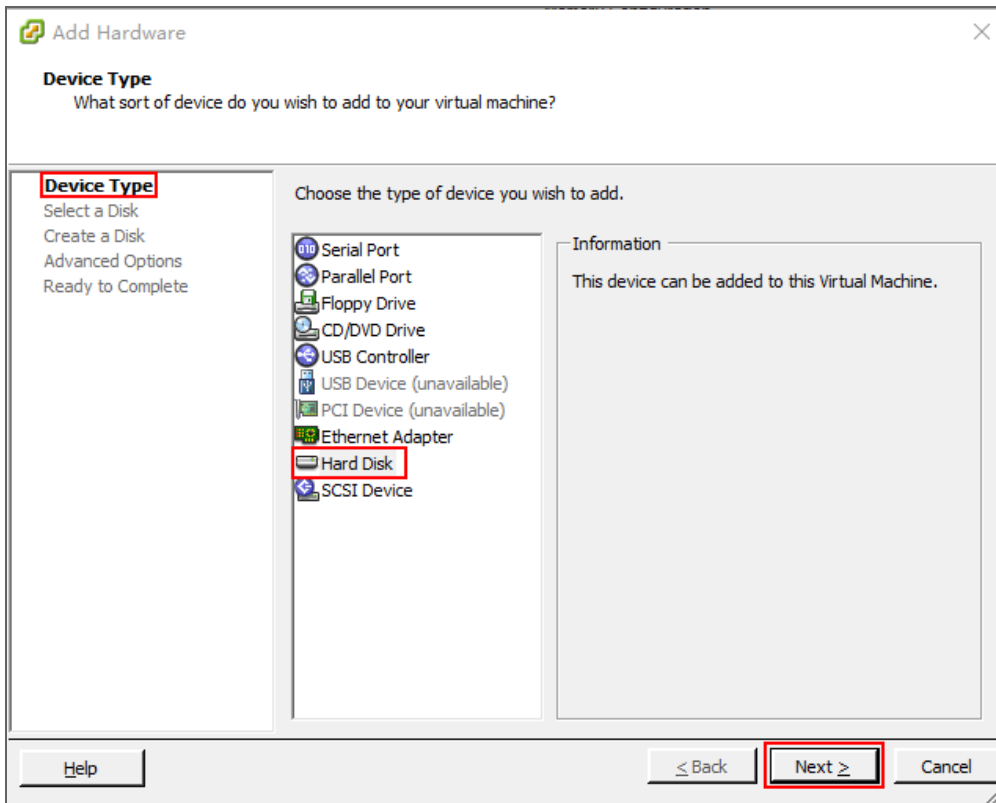 Add Hardware
Device Type
What sort of device do you wish to add to your virtual machine?
Device Type
Select a Disk
Create a Disk
Advanced Options
Ready to Complete
Choose the type of device you wish to add.
Serial Port
Parallel Port
Floppy Drive
CD/DVD Drive
USB Controller
USB Device (unavailable)
PCI Device (unavailable)
Ethernet Adapter
Hard Disk
SCSI Device
Information
This device can be added to this Virtual Machine.
Help
< Back
Next >
Cancel